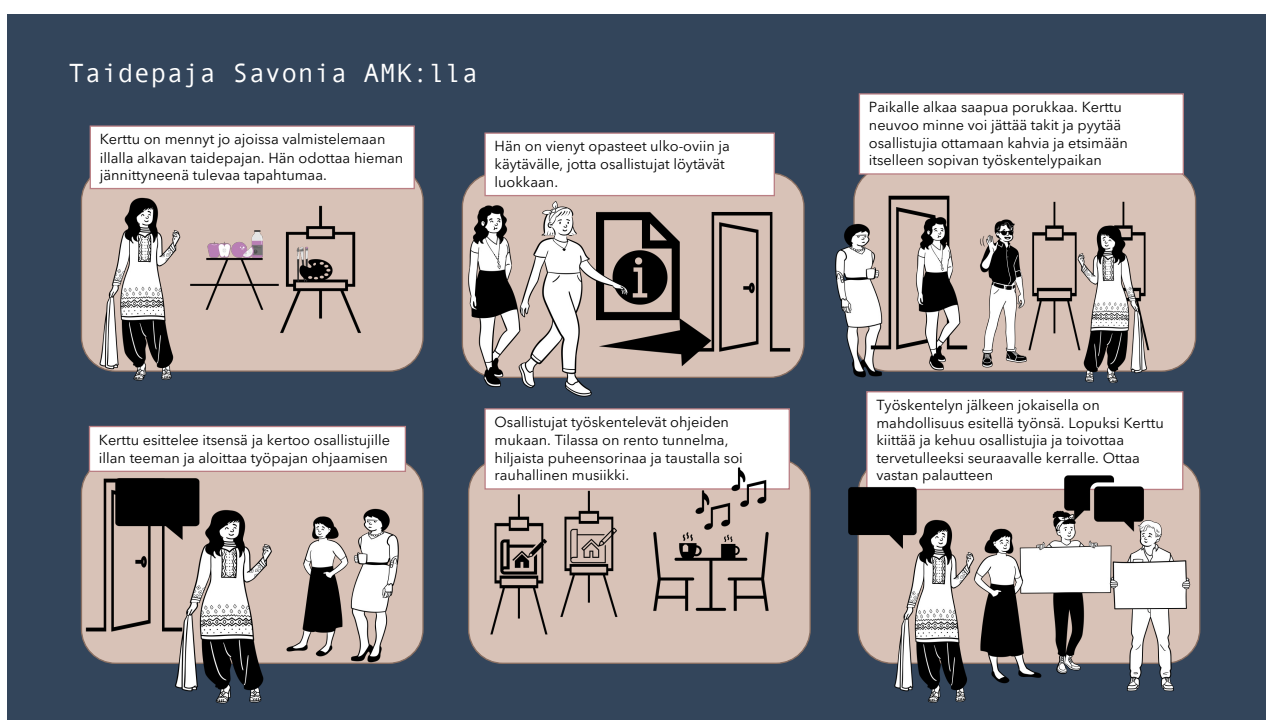 Taidepaja Savonia AMK:lla
Kerttu on mennyt jo ajoissa valmistelemaan
illalla alkavan taidepajan. Hän odottaa hieman
jännittyneenä tulevaa tapahtumaa.
Hän on vienyt opasteet ulko-oviin ja
käytävälle, jotta osallistujat löytävät
luokkaan.
Paikalle alkaa saapua porukkaa. Kerttu
neuvoo minne voi jättää takit ja pyytää
osallistujia ottamaan kahvia ja etsimään
itselleen sopivan työskentelypaikan
Kerttu esittelee itsensä ja kertoo osallistujille
illan teeman ja aloittaa työpajan ohjaamisen
Osallistujat työskentelevät ohjeiden
mukaan. Tilassa on rento tunnelma,
hiljaista puheensorinaa ja taustalla soi
rauhallinen musiikki.
Työskentelyn jälkeen jokaisella on
mahdollisuus esitellä työnsä. Lopuksi Kerttu
kiittää ja kehuu osallistujia ja toivottaa
tervetulleeksi seuraavalle kerralle. Ottaa
vastan palautteen